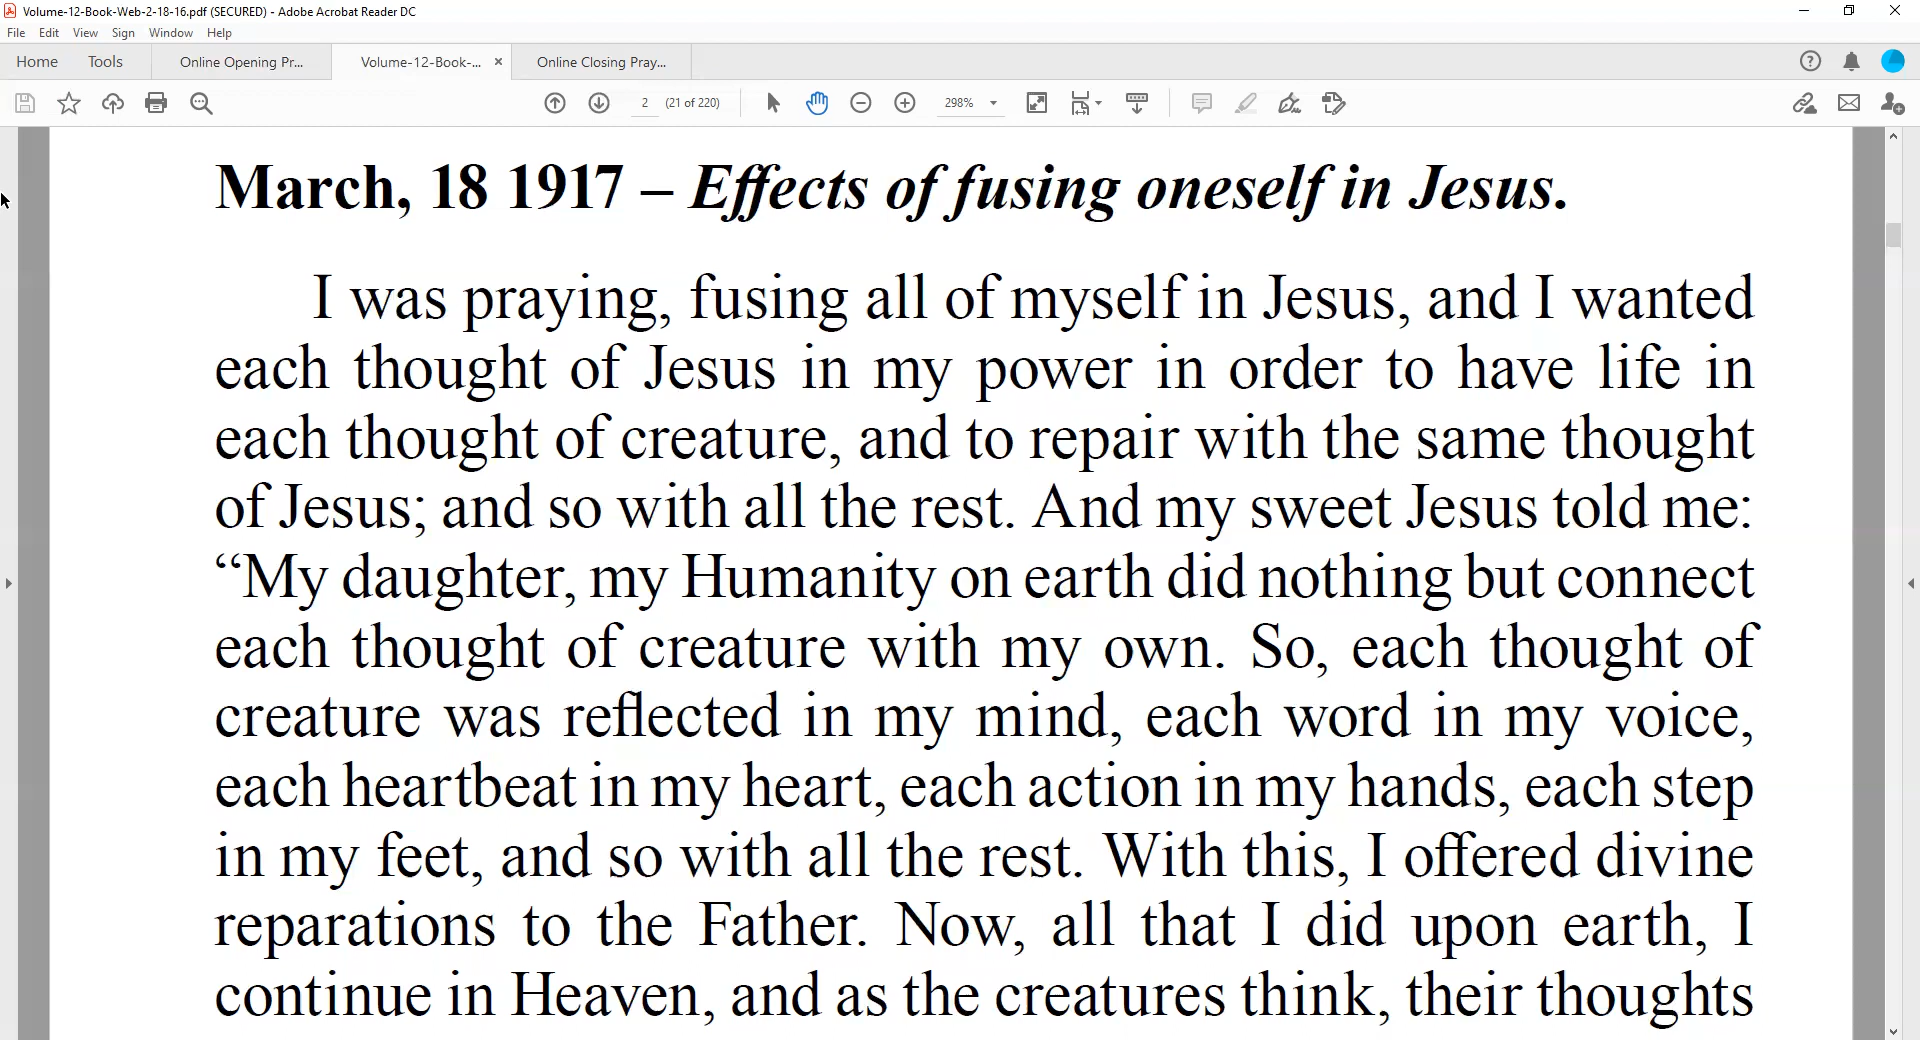 Volume-12-Book-Web-2-18-16.pdf (SECURED) - Adobe Acrobat Reader DC
File Edit View Sign Window Help
Home Tools Online Opening Pr... Volume-12-Book-... × Online Closing Pray...
2 (21 of 220) 298%
March, 18 1917 – Effects of fusing oneself in Jesus.
I was praying, fusing all of myself in Jesus, and I wanted
each thought of Jesus in my power in order to have life in
each thought of creature, and to repair with the same thought
of Jesus; and so with all the rest. And my sweet Jesus told me:
“My daughter, my Humanity on earth did nothing but connect
each thought of creature with my own. So, each thought of
creature was reflected in my mind, each word in my voice,
each heartbeat in my heart, each action in my hands, each step
in my feet, and so with all the rest. With this, I offered divine
reparations to the Father. Now, all that I did upon earth, I
continue in Heaven, and as the creatures think, their thoughts